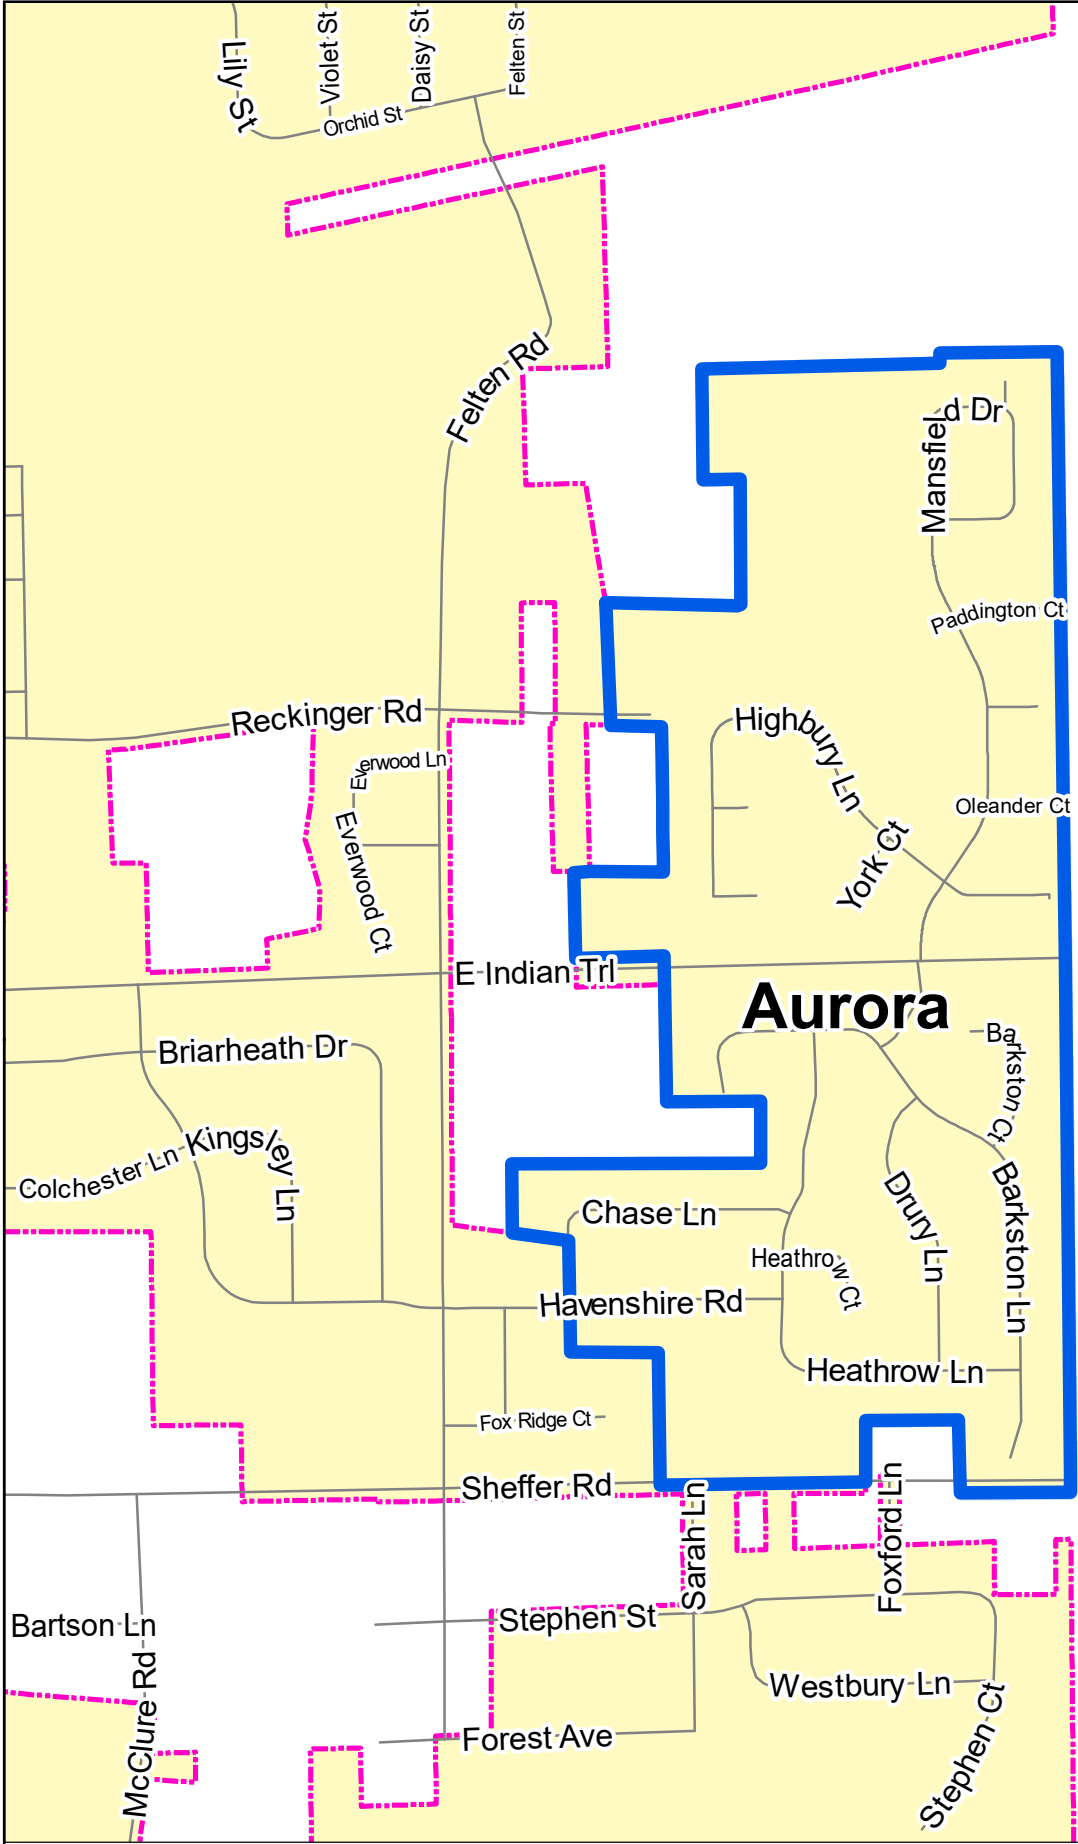 Lily St
Violet St
Daisy St
Felten St
Orchid St
Felten Rd
Mansfield Dr
Paddington Ct
Reckinger Rd
Highbury Ln
Everwood Ln
Oleander Ct
Everwood Ct
York Ct
E Indian Trl
Aurora
Briarheath Dr
Barkston Ct
Kingsley Ln
Colchester Ln
Drury Ln
Barkston Ln
Chase Ln
Heathrow Ct
Havenshire Rd
Heathrow Ln
Fox Ridge Ct
Sheffer Rd
Sarah Ln
Foxford Ln
Bartson Ln
Stephen St
McClure Rd
Westbury Ln
Forest Ave
Stephen Ct